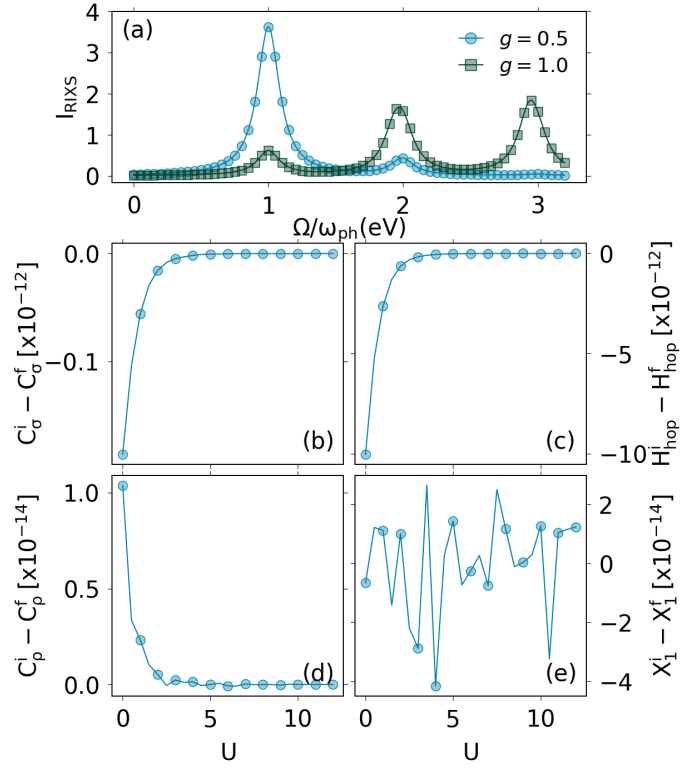 (a)
g = 0.5
g = 1.0
I_RIXS
4
3
2
1
0
0
1
2
3
Ω/ω_ph(eV)
C^i_σ − C^f_σ [x10^−12]
0.0
−0.1
(b)
(c)
0
−5
−10
H^i_hop − H^f_hop [x10^−12]
C^i_ρ − C^f_ρ [x10^−14]
1.0
0.5
0.0
(d)
(e)
2
0
−2
−4
X^i_1 − X^f_1 [x10^−14]
0
5
10
0
5
10
U
U